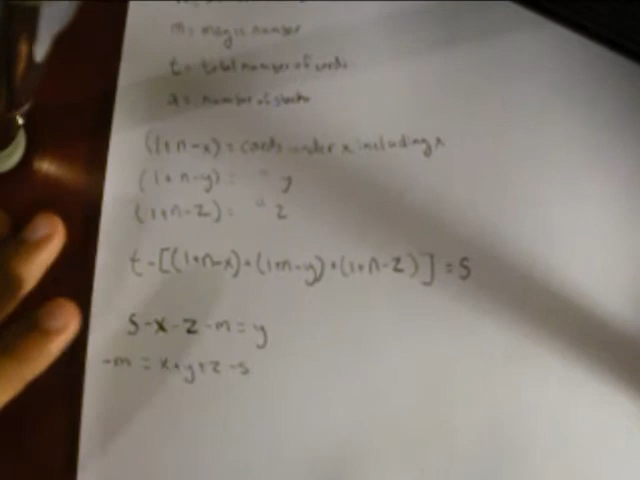 m = magic number
t = total number of cards
a = number of stacks
(1+n-x) = cards under x including x
(1+n-y) = " y
(1+n-z) = " z
t-[(1+n-x)+(1+n-y)+(1+n-z)] = S
S-x-z-m = y
-m = x+y+z-s